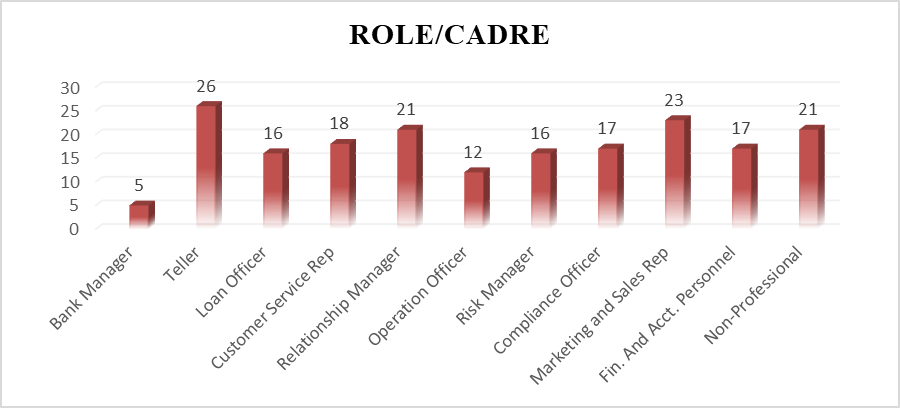 ROLE/CADRE
30
25
20
15
10
5
0
5
26
16
18
21
12
16
17
23
17
21
Bank Manager
Teller
Loan Officer
Customer Service Rep
Relationship Manager
Operation Officer
Risk Manager
Compliance Officer
Marketing and Sales Rep
Fin. And Acct. Personnel
Non-Professional